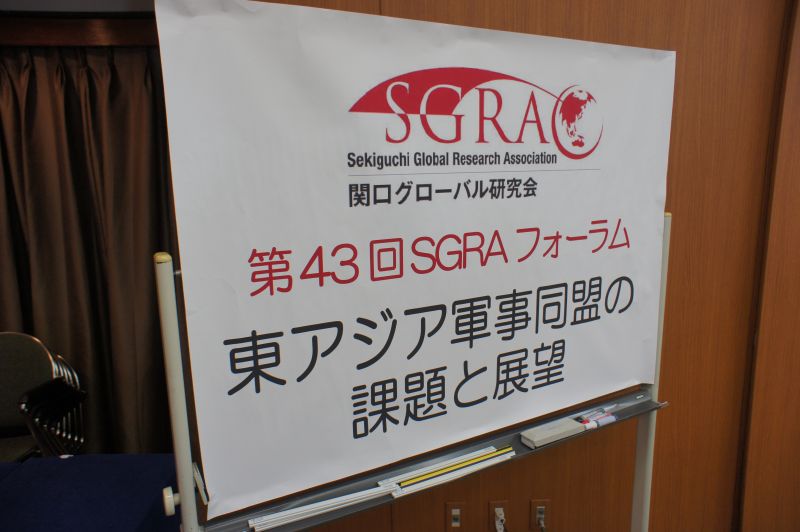 SGRA
Sekiguchi Global Research Association
関口グローバル研究会
第43回SGRAフォーラム
東アジア軍事同盟の
課題と展望